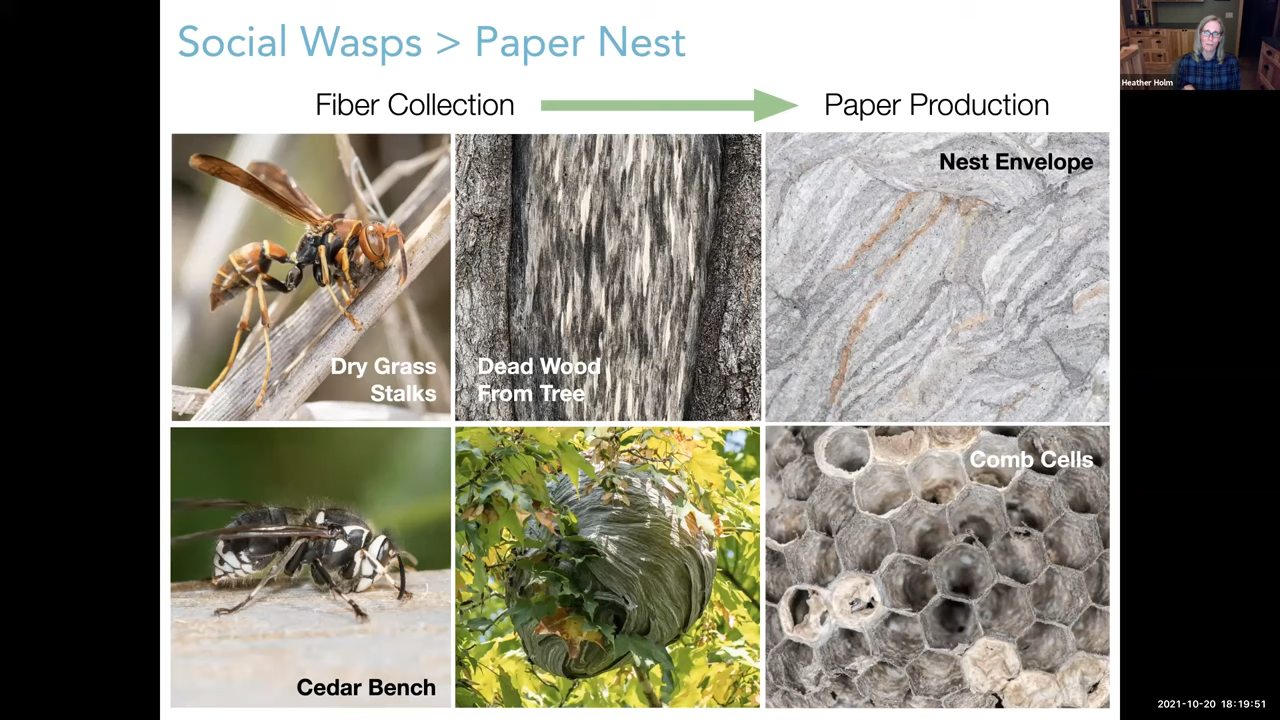 Social Wasps > Paper Nest
Fiber Collection
Paper Production
Nest Envelope
Dry Grass
Stalks
Dead Wood
From Tree
Comb Cells
Cedar Bench
Heather Holm
2021-10-20 18:19:51